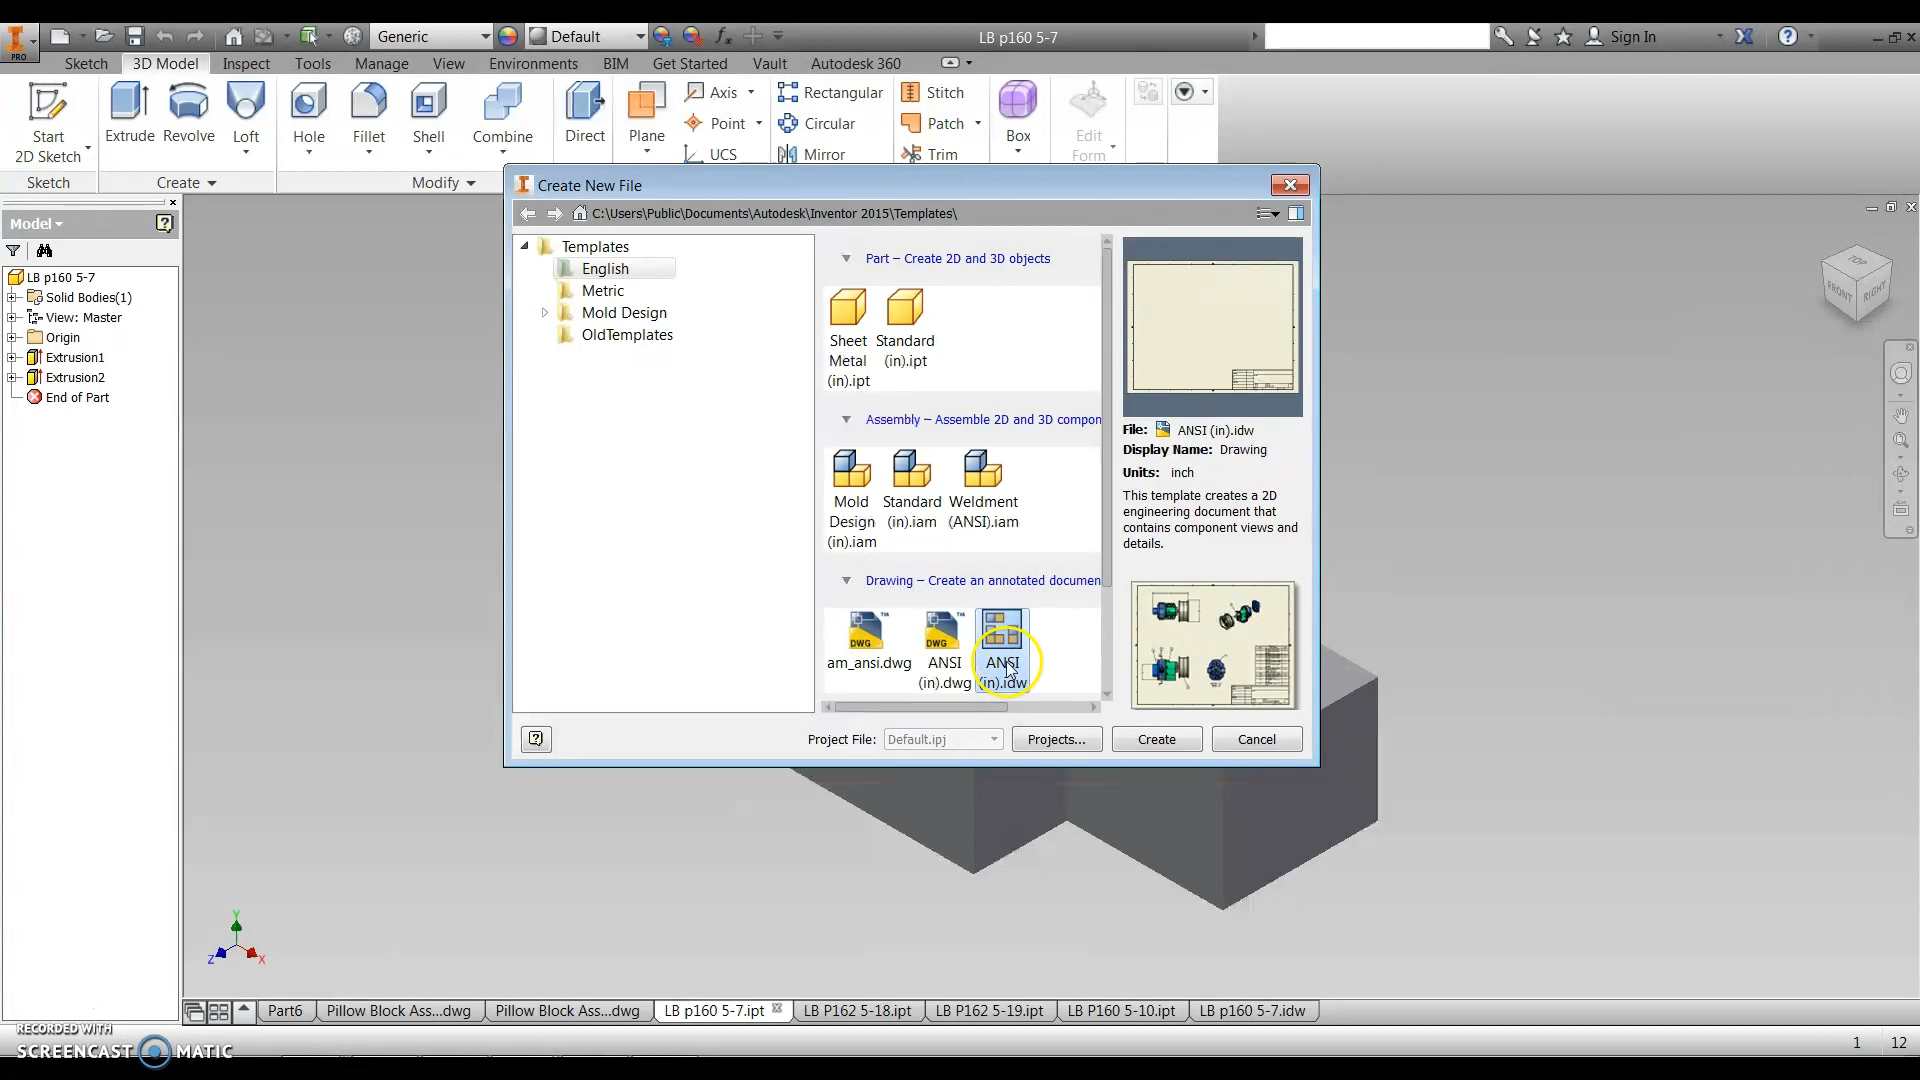 PRO
Generic
Default
fx
LB p160 5-7
Sign In
Sketch 3D Model Inspect Tools Manage View Environments BIM Get Started Vault Autodesk 360
Start
2D Sketch
Extrude
Revolve
Loft
Hole
Fillet
Shell
Combine
Direct
Plane
Axis
Point
UCS
Rectangular
Circular
Mirror
Stitch
Patch
Trim
Box
Edit
Form
Sketch
Create
Modify
Model
LB p160 5-7
Solid Bodies(1)
View: Master
Origin
Extrusion1
Extrusion2
End of Part
Create New File
C:\Users\Public\Documents\Autodesk\Inventor 2015\Templates\
Templates
English
Metric
Mold Design
OldTemplates
Part – Create 2D and 3D objects
Sheet
Metal
(in).ipt
Standard
(in).ipt
Assembly – Assemble 2D and 3D compon
Mold
Design
(in).iam
Standard
(in).iam
Weldment
(ANSI).iam
Drawing – Create an annotated documen
DWG
am_ansi.dwg
DWG
ANSI
(in).dwg
ANSI
(in).idw
File: ANSI (in).idw
Display Name: Drawing
Units: inch
This template creates a 2D
engineering document that
contains component views and
details.
Project File: Default.ipj
Projects...
Create
Cancel
TOP
FRONT
RIGHT
Y
Z
X
Part6
Pillow Block Ass...dwg
Pillow Block Ass...dwg
LB p160 5-7.ipt
LB P162 5-18.ipt
LB P162 5-19.ipt
LB P160 5-10.ipt
LB p160 5-7.idw
1 12
RECORDED WITH
SCREENCAST MATIC